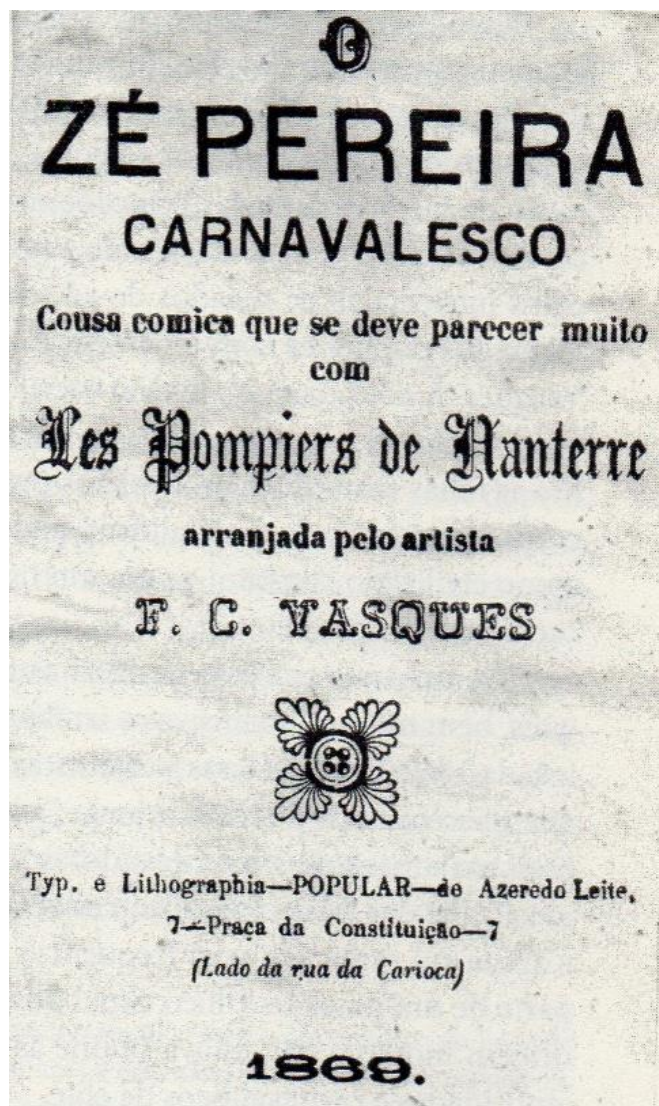 O
ZÉ PEREIRA
CARNAVALESCO
Cousa comica que se deve parecer muito
com
Les Pompiers de Nanterre
arranjada pelo artista
F. C. VASQUES
Typ. e Lithographia—POPULAR—de Azeredo Leite,
7—Praça da Constituição—7
(Lado da rua da Carioca)
1869.